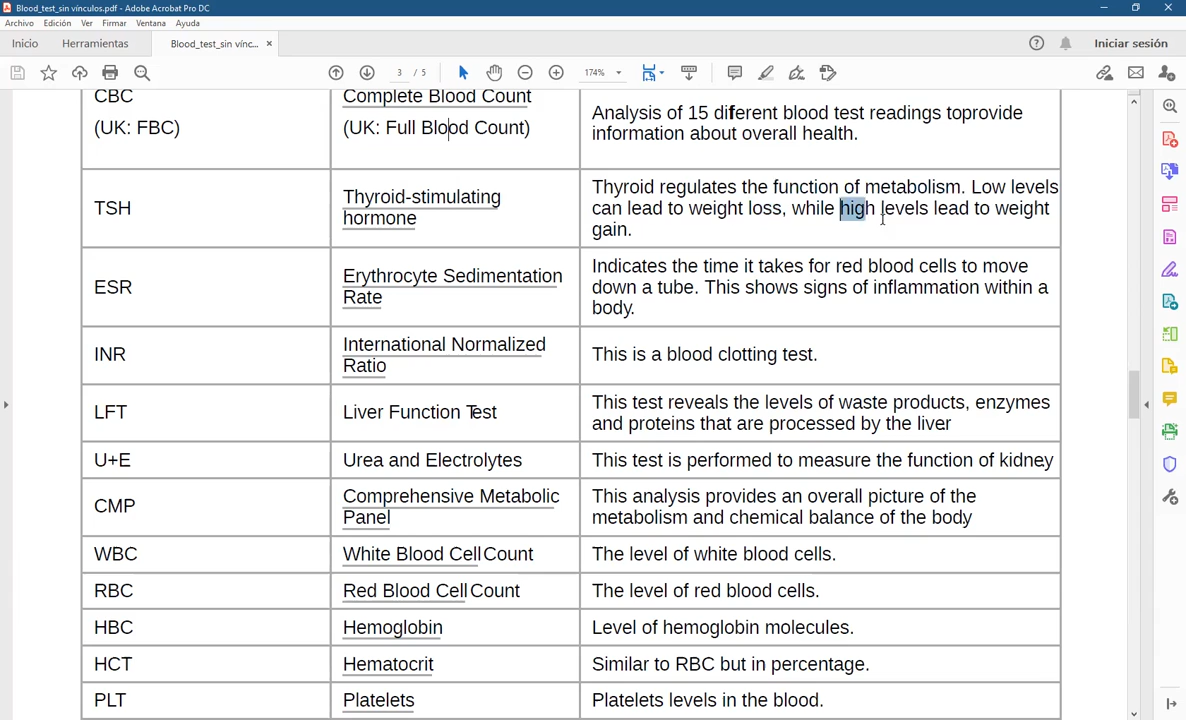 Blood_test_sin vínculos.pdf - Adobe Acrobat Pro DC
Archivo Edición Ver Firmar Ventana Ayuda
Inicio Herramientas Blood_test_sin vínc... × Iniciar sesión
3 / 5 174%
CBC
(UK: FBC)
Complete Blood Count
(UK: Full Blood Count)
Analysis of 15 different blood test readings toprovide
information about overall health.
TSH
Thyroid-stimulating
hormone
Thyroid regulates the function of metabolism. Low levels
can lead to weight loss, while high levels lead to weight
gain.
ESR
Erythrocyte Sedimentation
Rate
Indicates the time it takes for red blood cells to move
down a tube. This shows signs of inflammation within a
body.
INR
International Normalized
Ratio
This is a blood clotting test.
LFT
Liver Function Test
This test reveals the levels of waste products, enzymes
and proteins that are processed by the liver.
U+E
Urea and Electrolytes
This test is performed to measure the function of kidney
CMP
Comprehensive Metabolic
Panel
This analysis provides an overall picture of the
metabolism and chemical balance of the body.
WBC
White Blood Cell Count
The level of white blood cells.
RBC
Red Blood Cell Count
The level of red blood cells.
HBC
Hemoglobin
Level of hemoglobin molecules.
HCT
Hematocrit
Similar to RBC but in percentage.
PLT
Platelets
Platelets levels in the blood.